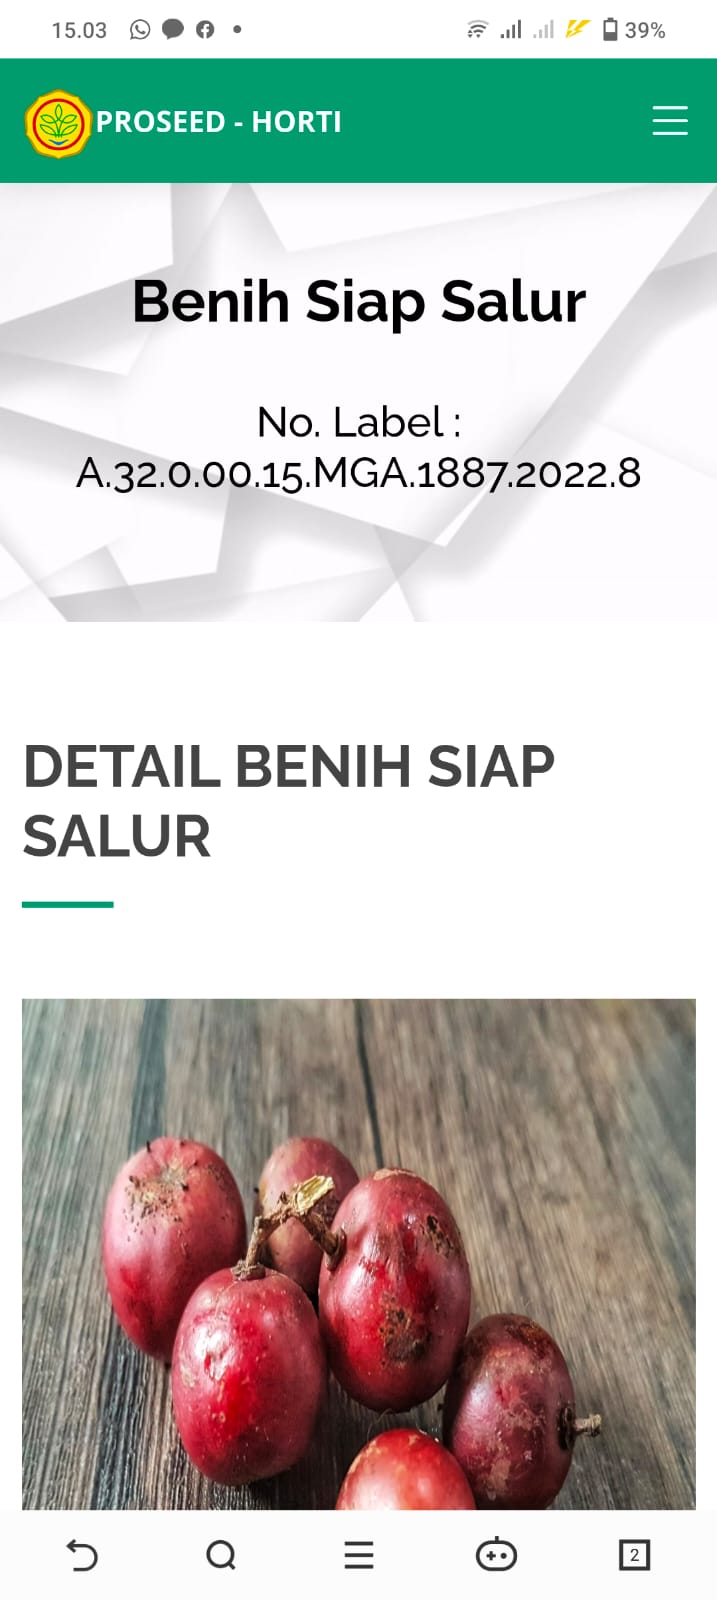 15.03
39%
PROSEED - HORTI
Benih Siap Salur
No. Label :
A.32.0.00.15.MGA.1887.2022.8
DETAIL BENIH SIAP
SALUR
2